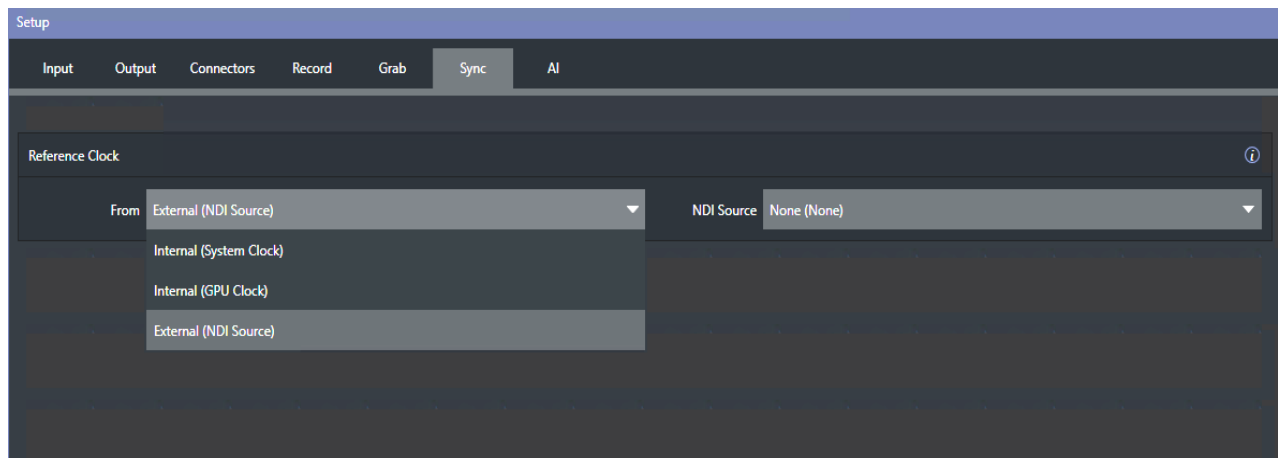 Setup
Input Output Connectors Record Grab Sync AI
Reference Clock
From External (NDI Source) NDI Source None (None)
Internal (System Clock)
Internal (GPU Clock)
External (NDI Source)